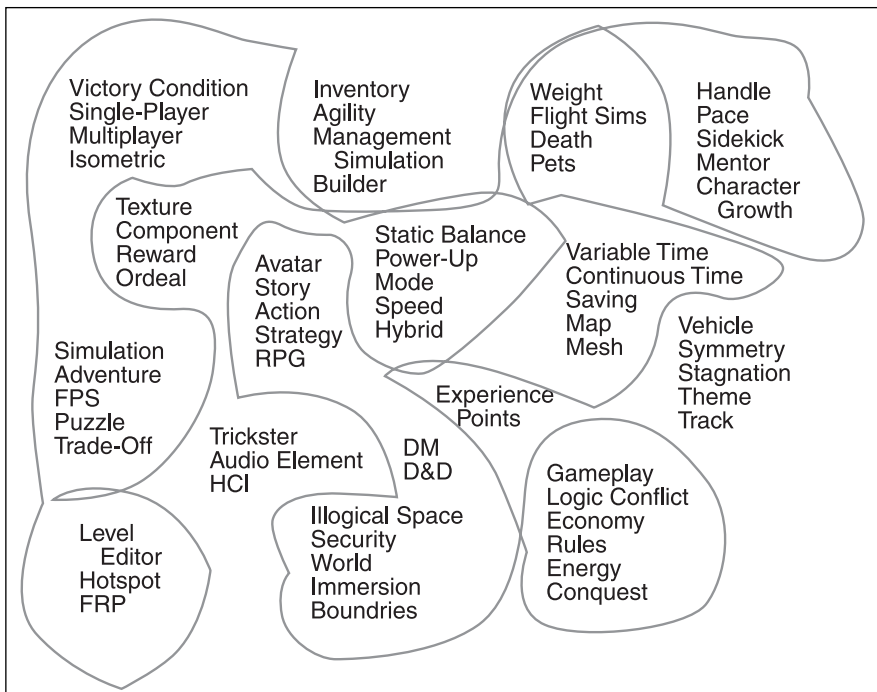 Victory Condition
Single-Player
Multiplayer
Isometric
Inventory
Agility
Management
Simulation
Builder
Weight
Flight Sims
Death
Pets
Handle
Pace
Sidekick
Mentor
Character
Growth
Texture
Component
Reward
Ordeal
Avatar
Story
Action
Strategy
RPG
Static Balance
Power-Up
Mode
Speed
Hybrid
Variable Time
Continuous Time
Saving
Map
Mesh
Vehicle
Symmetry
Stagnation
Theme
Track
Simulation
Adventure
FPS
Puzzle
Trade-Off
Experience
Points
Trickster
Audio Element
HCI
DM
D&D
Gameplay
Logic Conflict
Economy
Rules
Energy
Conquest
Level
Editor
Hotspot
FRP
Illogical Space
Security
World
Immersion
Boundries